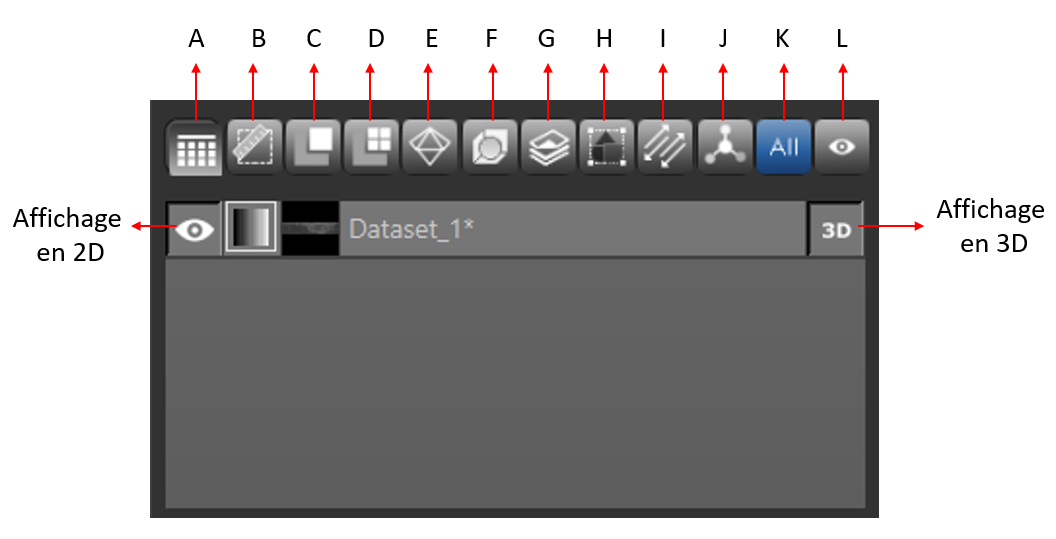 A B C D E F G H I J K L
All
Affichage
en 2D
Dataset_1*
3D
Affichage
en 3D